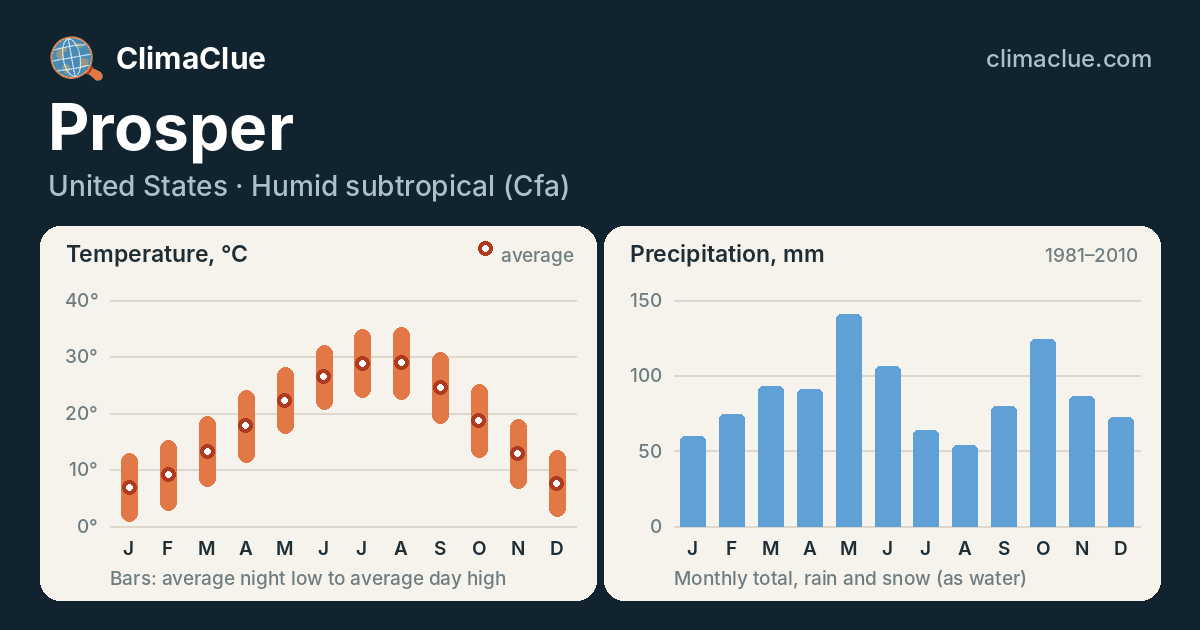 ClimaClue
climaclue.com
Prosper
United States · Humid subtropical (Cfa)
Temperature, °C
average
40°
30°
20°
10°
0°
J F M A M J J A S O N D
Bars: average night low to average day high
Precipitation, mm
1981–2010
150
100
50
0
J F M A M J J A S O N D
Monthly total, rain and snow (as water)